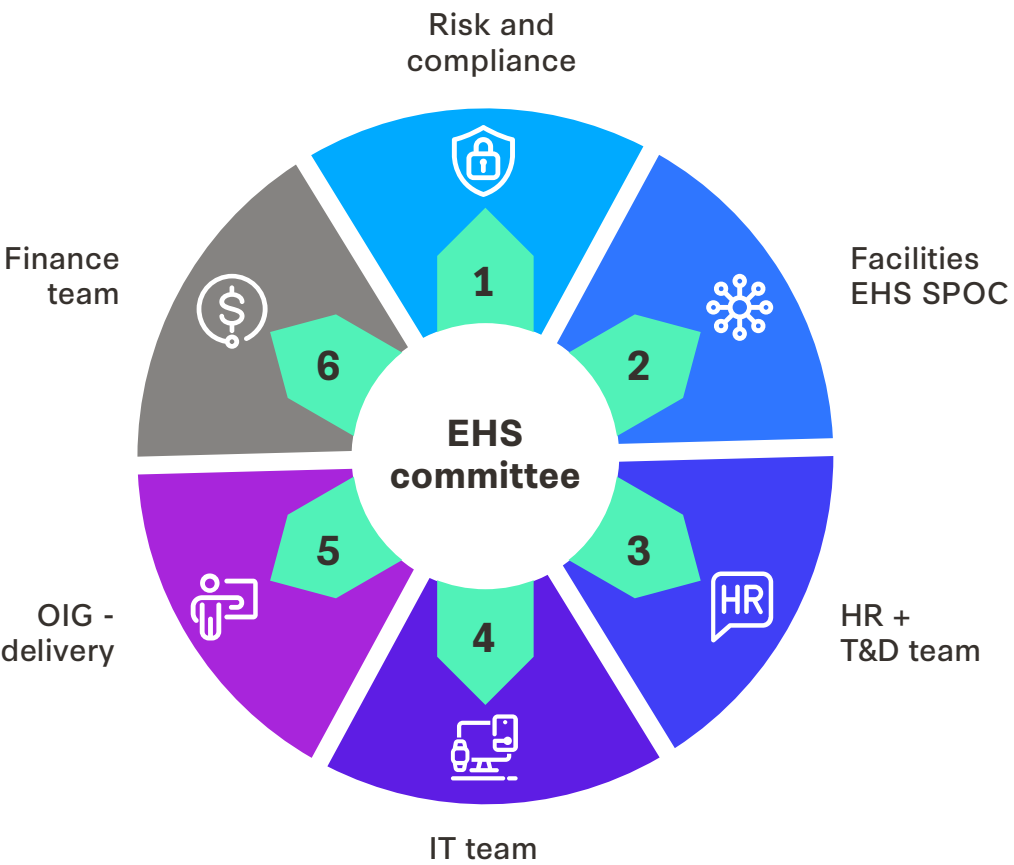 Risk and
compliance
1
Facilities
EHS SPOC
2
HR
HR +
T&D team
3
4
IT team
5
OIG -
delivery
6
Finance
team
EHS
committee